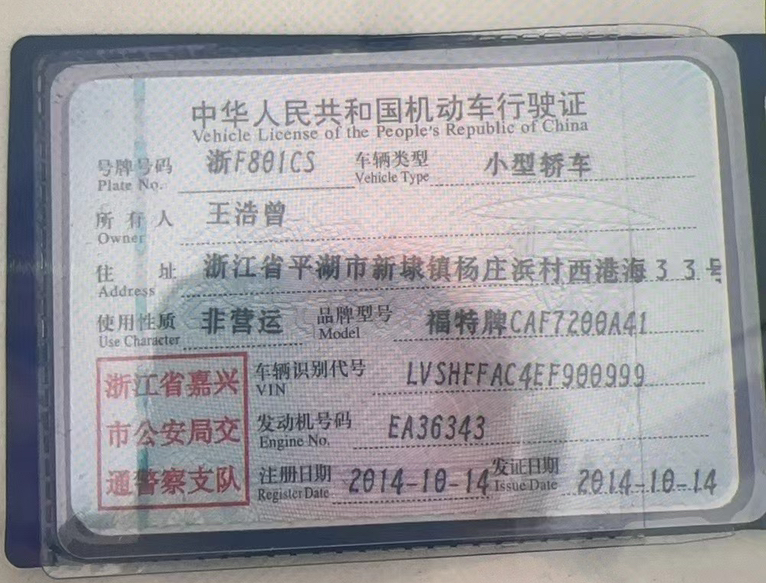 中华人民共和国机动车行驶证
Vehicle License of the People's Republic of China
号牌号码 浙F801CS 车辆类型 小型轿车
Plate No. Vehicle Type
所有人 王浩曾
Owner
住址 浙江省平湖市新埭镇杨庄浜村西港海33号
Address
使用性质 非营运 品牌型号 福特牌CAF7200A41
Use Character Model
浙江省嘉兴
市公安局交
通警察支队
车辆识别代号 LVSHFFAC4EF900999
VIN
发动机号码 EA36343
Engine No.
注册日期 2014-10-14 发证日期 2014-10-14
Register Date Issue Date